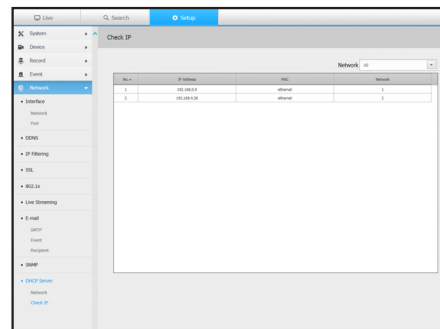 Live
Search
Setup
System
Device
Record
Event
Network
Interface
Network
Port
DDNS
IP Filtering
SSL
802.1x
Live Streaming
E-mail
SMTP
Event
Recipient
SNMP
DHCP Server
Network
Check IP
Check IP
Network All
No. IP Address MAC Network
1 192.168.0.9 ethernet 1
2 192.168.4.36 ethernet 2